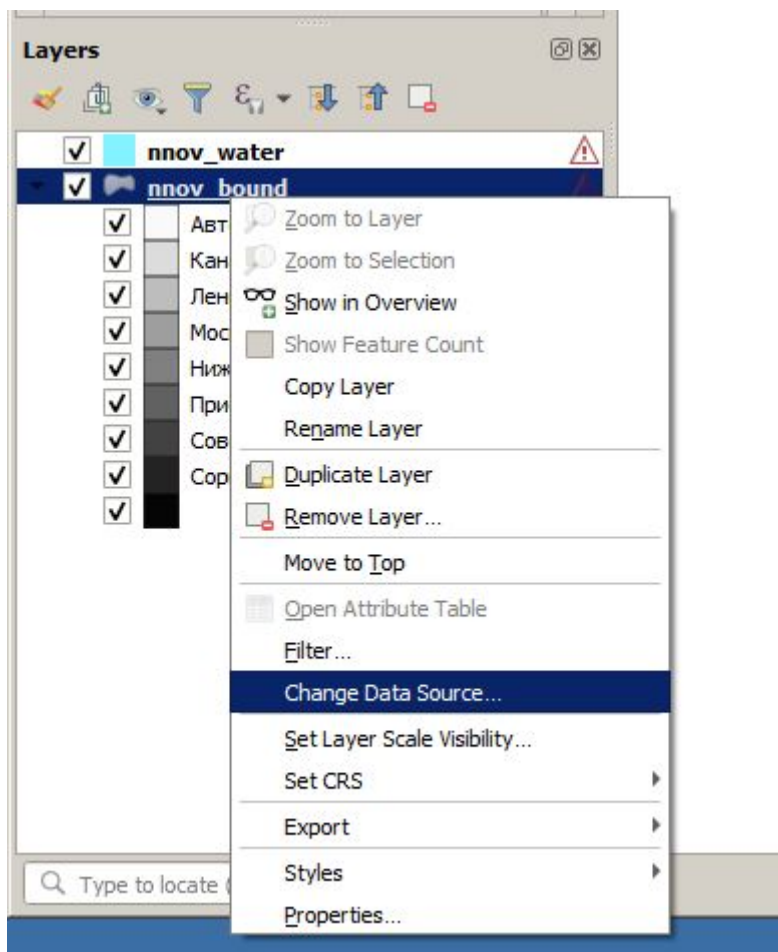 Layers
nnov_water
nnov_bound
Авт
Кан
Лен
Мос
Ниж
При
Сов
Сор
Zoom to Layer
Zoom to Selection
Show in Overview
Show Feature Count
Copy Layer
Rename Layer
Duplicate Layer
Remove Layer...
Move to Top
Open Attribute Table
Filter...
Change Data Source...
Set Layer Scale Visibility...
Set CRS
Export
Styles
Properties...
Type to locate (